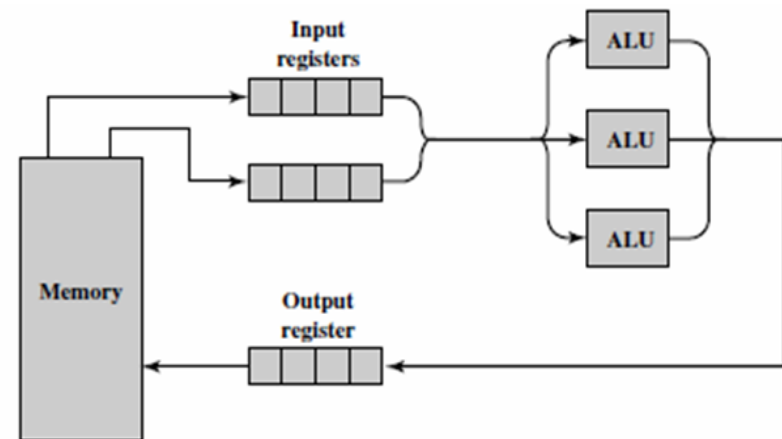 Input
registers
ALU
ALU
ALU
Memory
Output
register